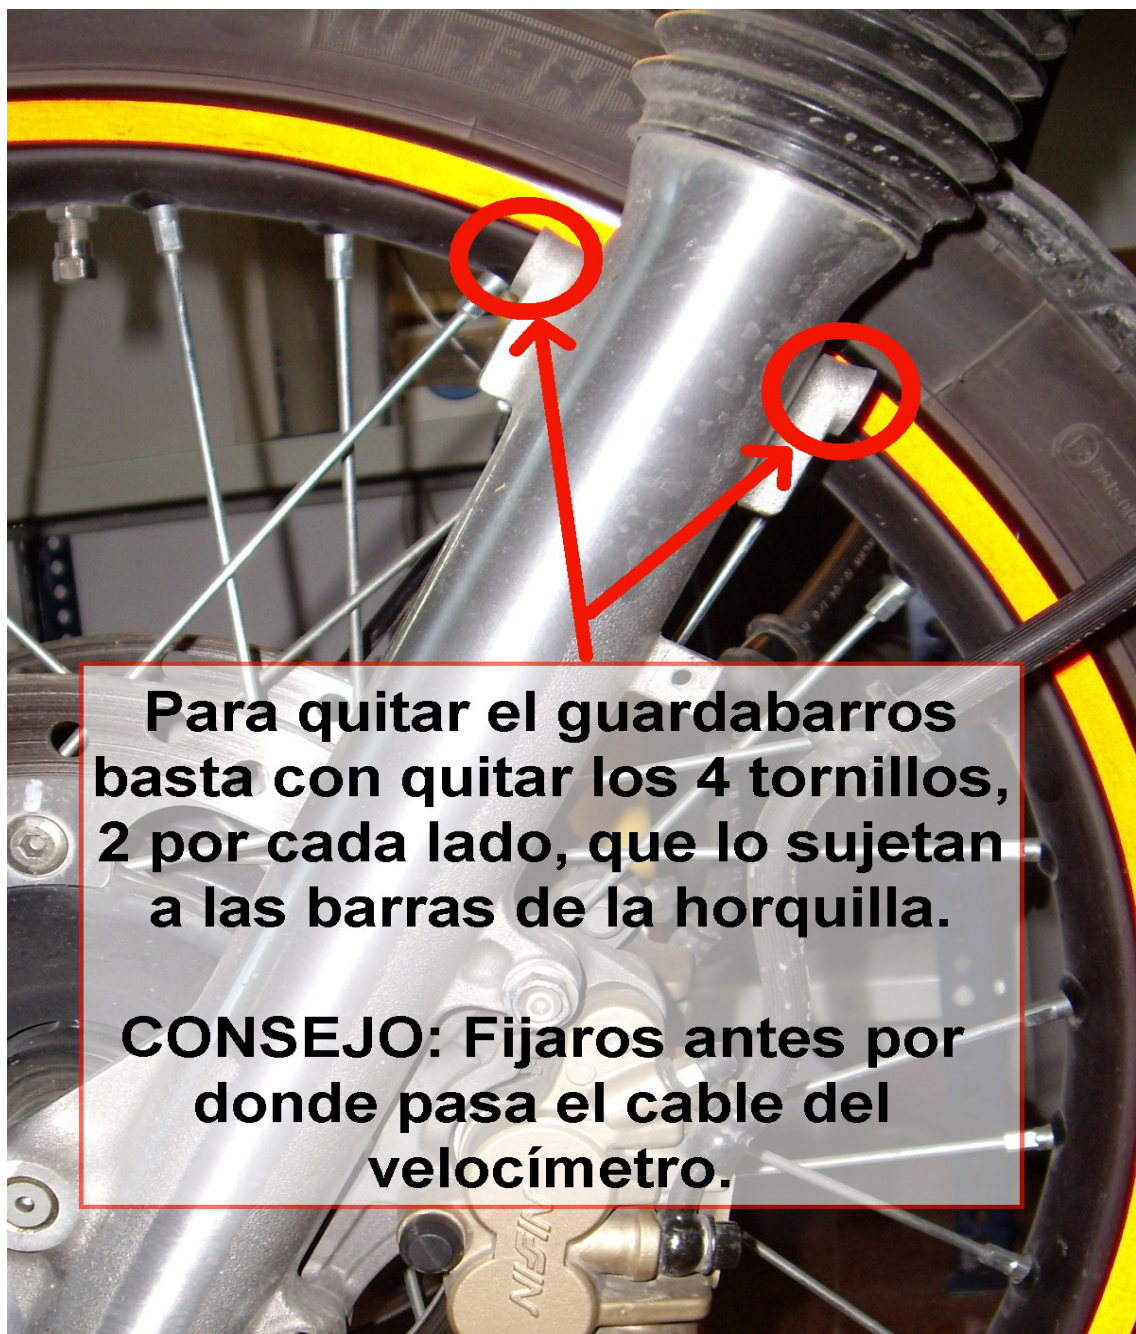 Para quitar el guardabarros
basta con quitar los 4 tornillos,
2 por cada lado, que lo sujetan
a las barras de la horquilla.
CONSEJO: Fijaros antes por
donde pasa el cable del
velocímetro.
NISSIN